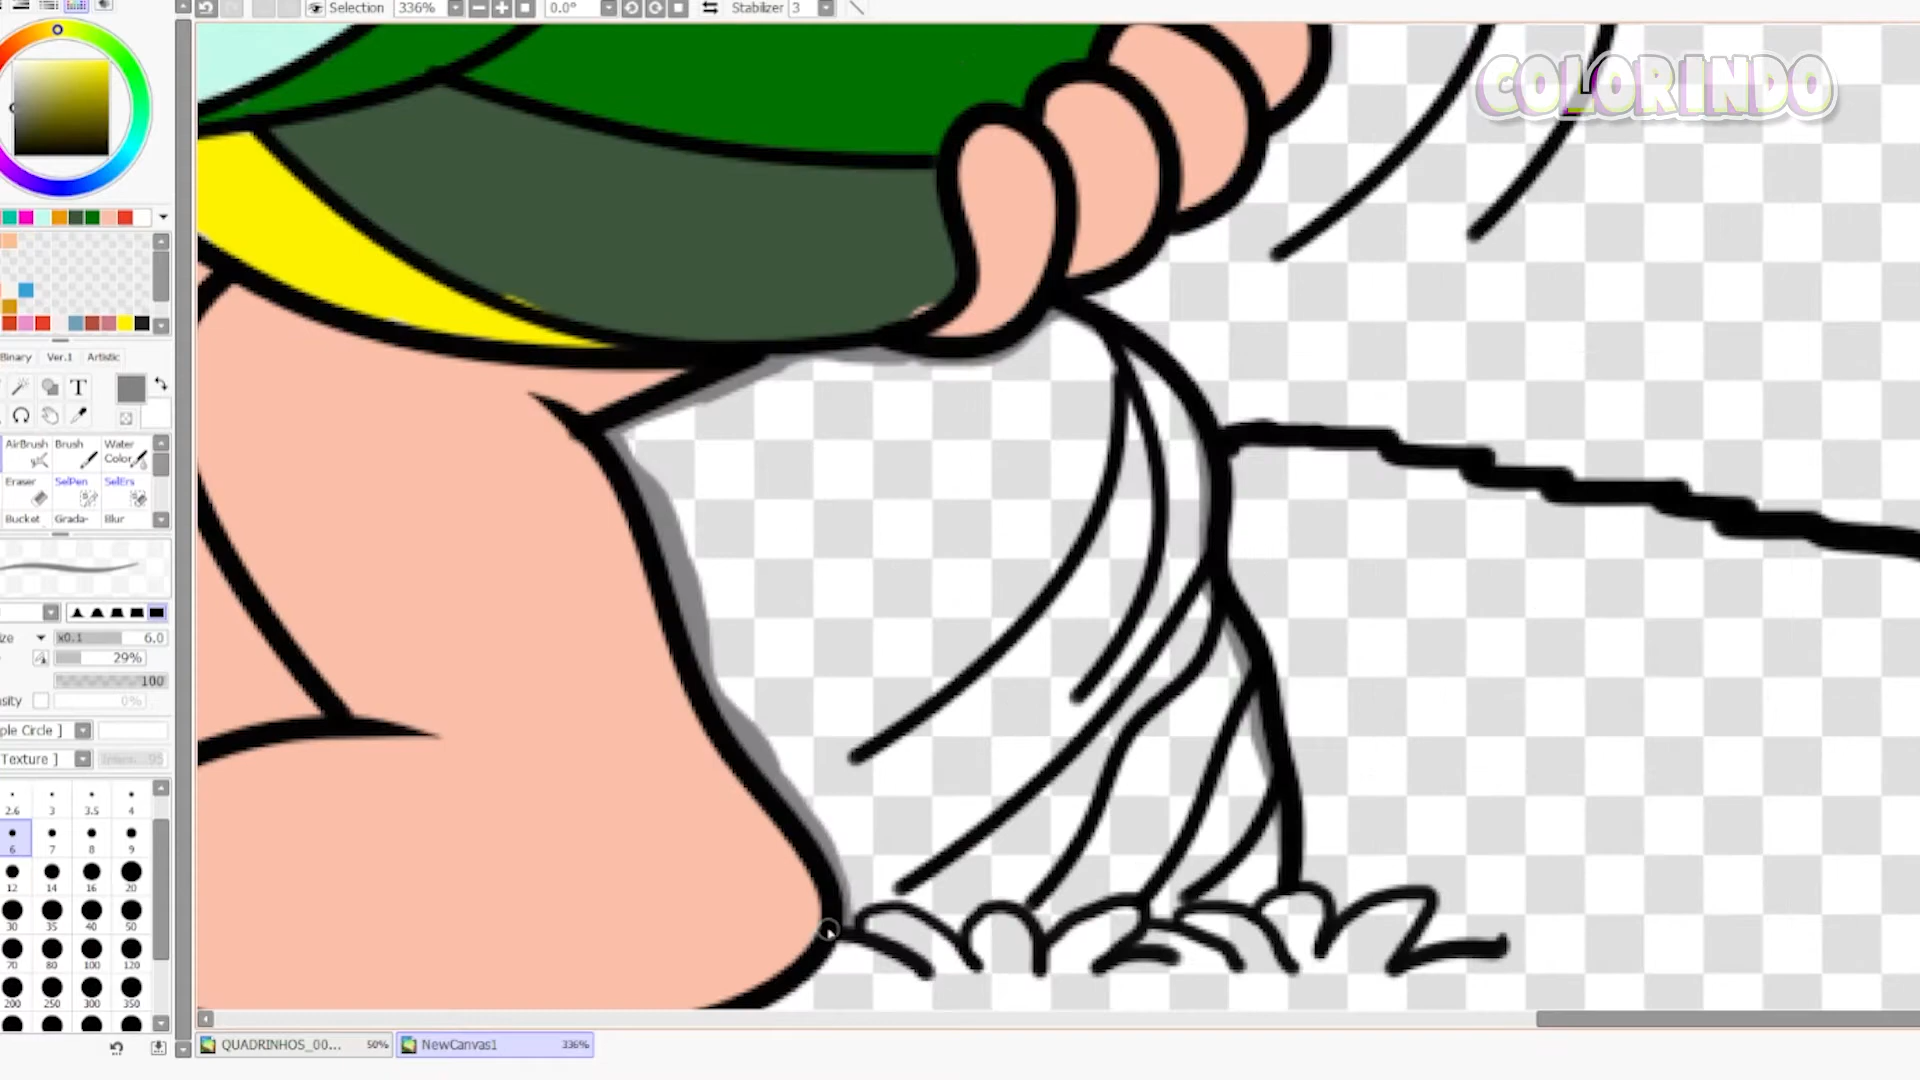 Selection 336% 0.0° Stabilizer 3
COLORINDO
Binary Ver.1 Artistic
T
AirBrush Brush Water
Color
Eraser SelPen SelErs
Bucket Grada- Blur
ize x0.1 6.0
29%
100
nsity 0%
ple Circle ]
Texture ] 95
2.6 3 3.5 4
6 7 8 9
12 14 16 20
30 35 40 50
70 80 100 120
200 250 300 350
QUADRINHOS_00... 50% NewCanvas1 336%